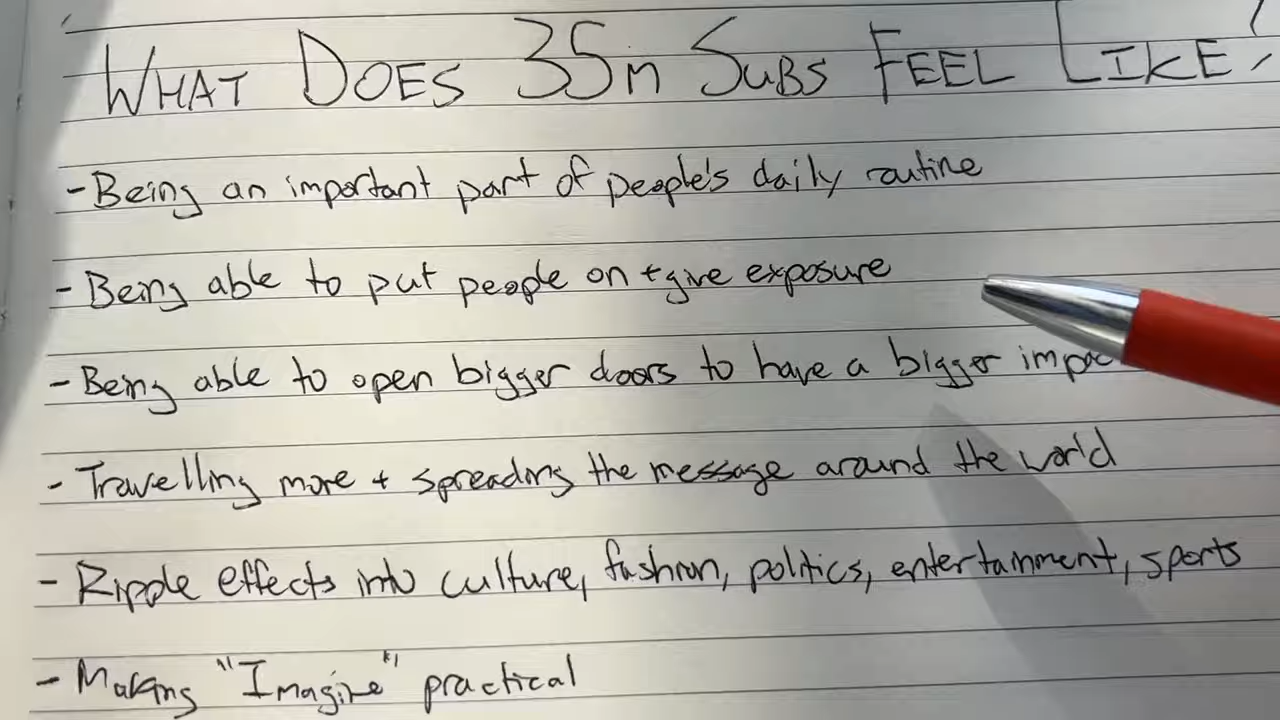 WHAT DOES 35M SUBS FEEL LIKE?
- Being an important part of people's daily routine
- Being able to put people on + give exposure
- Being able to open bigger doors to have a bigger
- Travelling more + spreading the message around the world
- Ripple effects into culture, fashion, politics, entertainment, sports
- Making "Imagine" practical